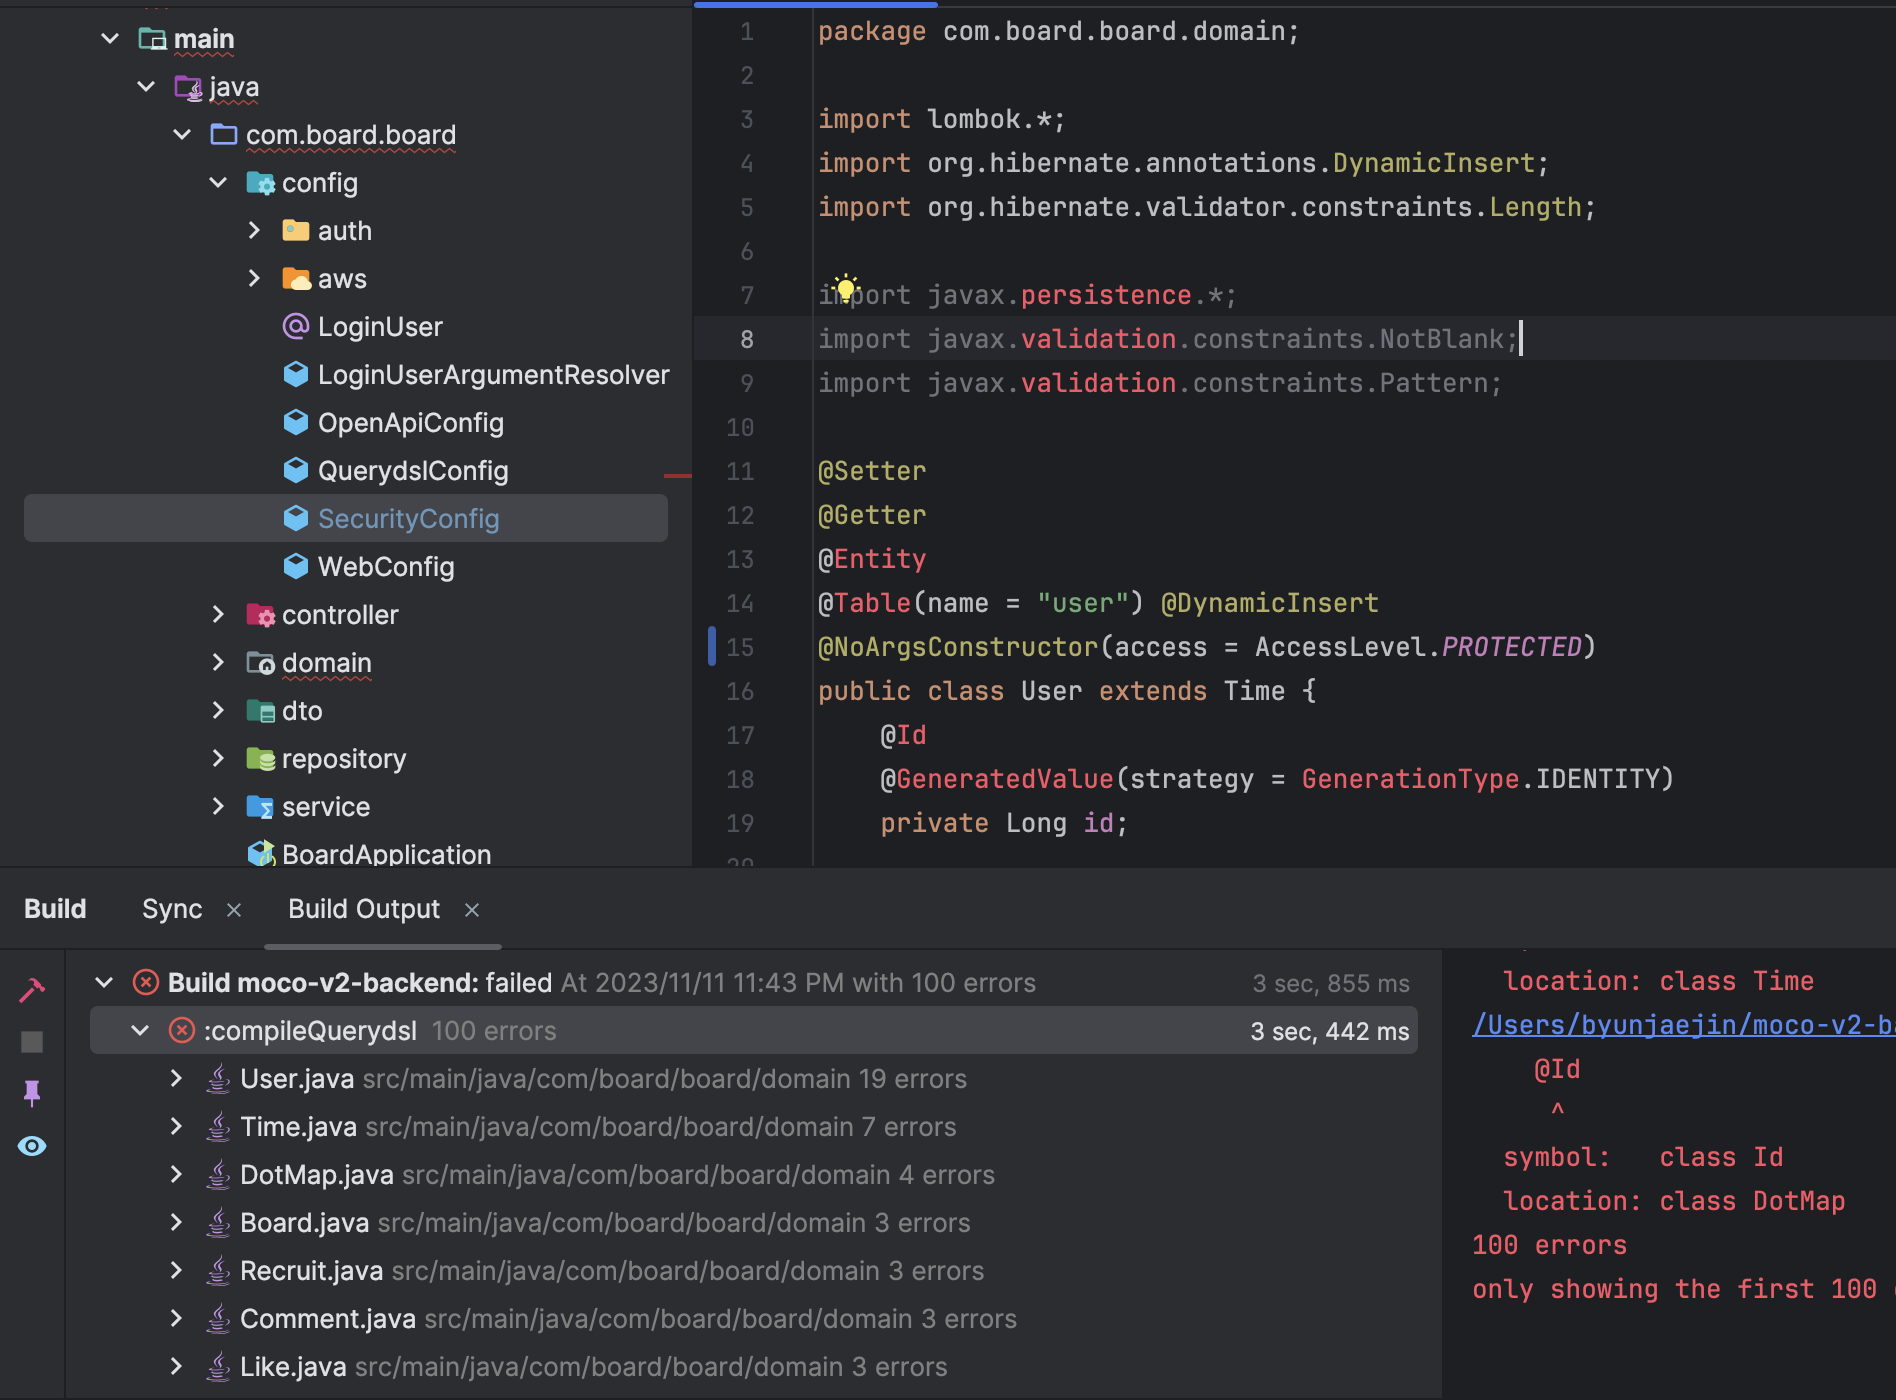 main
java
com.board.board
config
auth
aws
LoginUser
LoginUserArgumentResolver
OpenApiConfig
QuerydslConfig
SecurityConfig
WebConfig
controller
domain
dto
repository
service
BoardApplication
1 package com.board.board.domain;
2
3 import lombok.*;
4 import org.hibernate.annotations.DynamicInsert;
5 import org.hibernate.validator.constraints.Length;
6
7 import javax.persistence.*;
8 import javax.validation.constraints.NotBlank;
9 import javax.validation.constraints.Pattern;
10
11 @Setter
12 @Getter
13 @Entity
14 @Table(name = "user") @DynamicInsert
15 @NoArgsConstructor(access = AccessLevel.PROTECTED)
16 public class User extends Time {
17 @Id
18 @GeneratedValue(strategy = GenerationType.IDENTITY)
19 private Long id;
20
Build Sync Build Output
Build moco-v2-backend: failed At 2023/11/11 11:43 PM with 100 errors 3 sec, 855 ms
:compileQuerydsl 100 errors 3 sec, 442 ms
User.java src/main/java/com/board/board/domain 19 errors
Time.java src/main/java/com/board/board/domain 7 errors
DotMap.java src/main/java/com/board/board/domain 4 errors
Board.java src/main/java/com/board/board/domain 3 errors
Recruit.java src/main/java/com/board/board/domain 3 errors
Comment.java src/main/java/com/board/board/domain 3 errors
Like.java src/main/java/com/board/board/domain 3 errors
location: class Time
/Users/byunjaejin/moco-v2-ba
@Id
^
symbol: class Id
location: class DotMap
100 errors
only showing the first 100